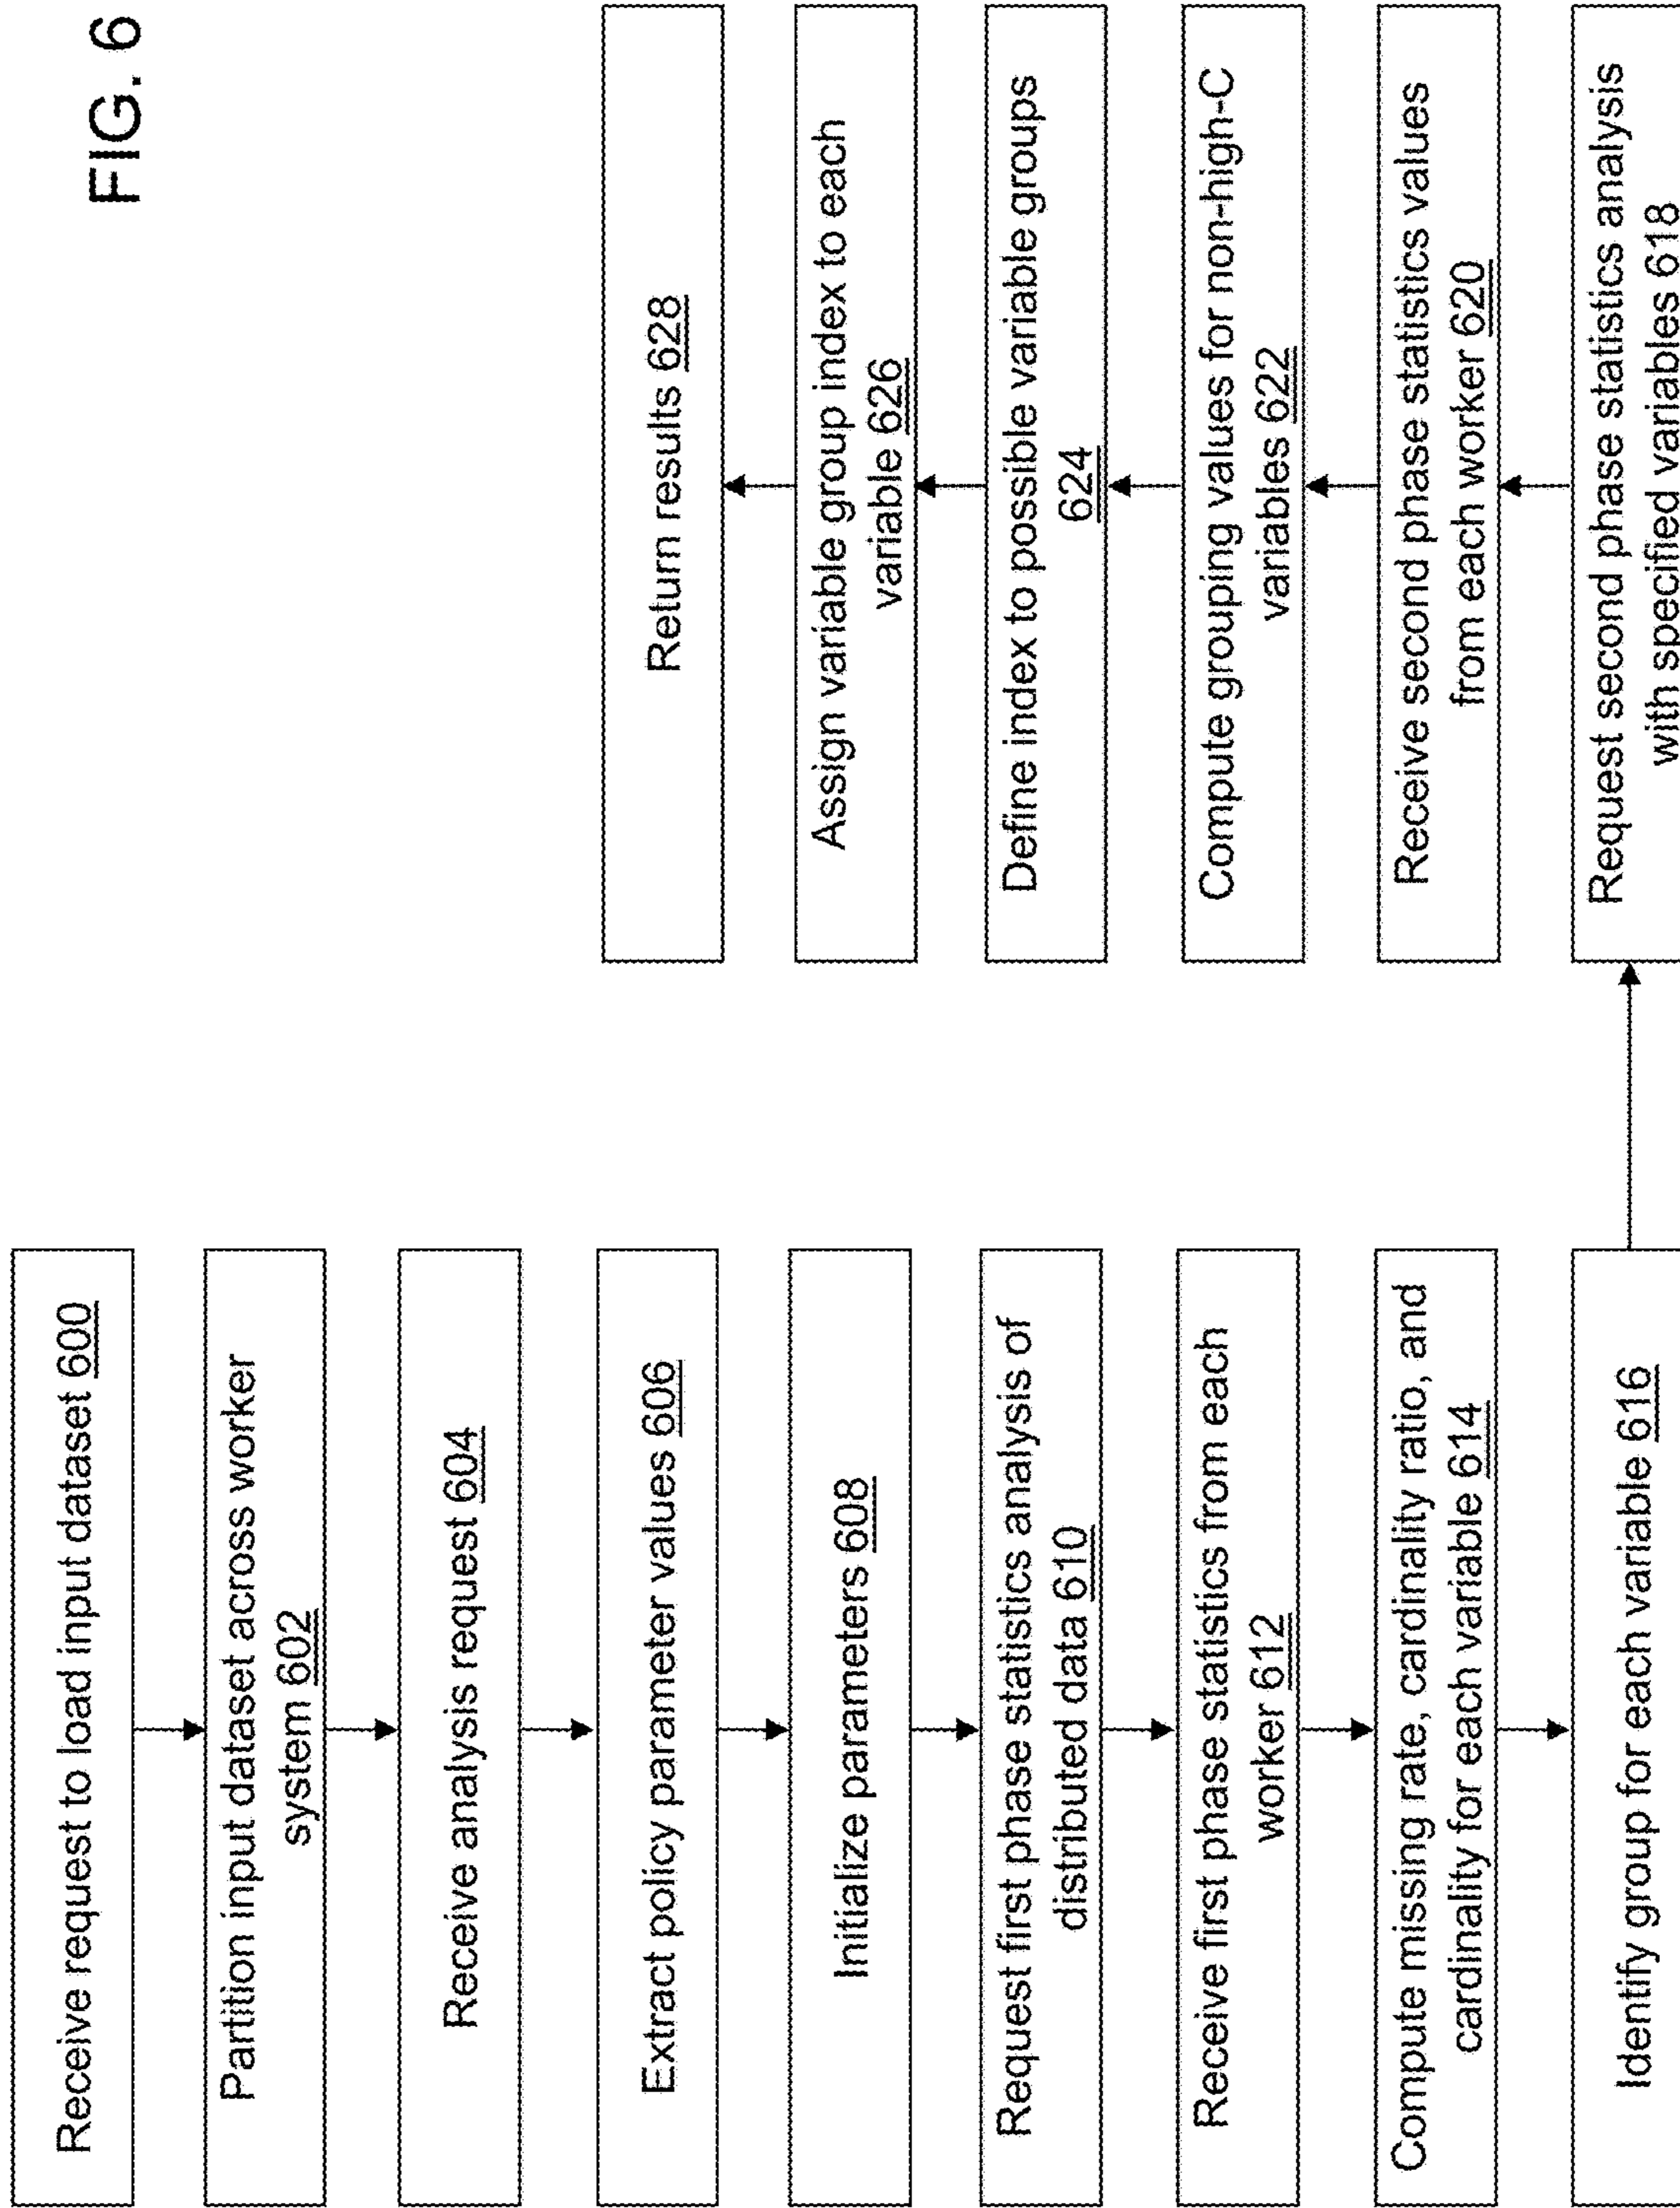 FIG. 6
Receive request to load input dataset 600
Partition input dataset across worker
system 602
Receive analysis request 604
Extract policy parameter values 606
Initialize parameters 608
Request first phase statistics analysis of
distributed data 610
Receive first phase statistics from each
worker 612
Compute missing rate, cardinality ratio, and
cardinality for each variable 614
Identify group for each variable 616
Request second phase statistics analysis
with specified variables 618
Receive second phase statistics values
from each worker 620
Compute grouping values for non-high-C
variables 622
Define index to possible variable groups
624
Assign variable group index to each
variable 626
Return results 628